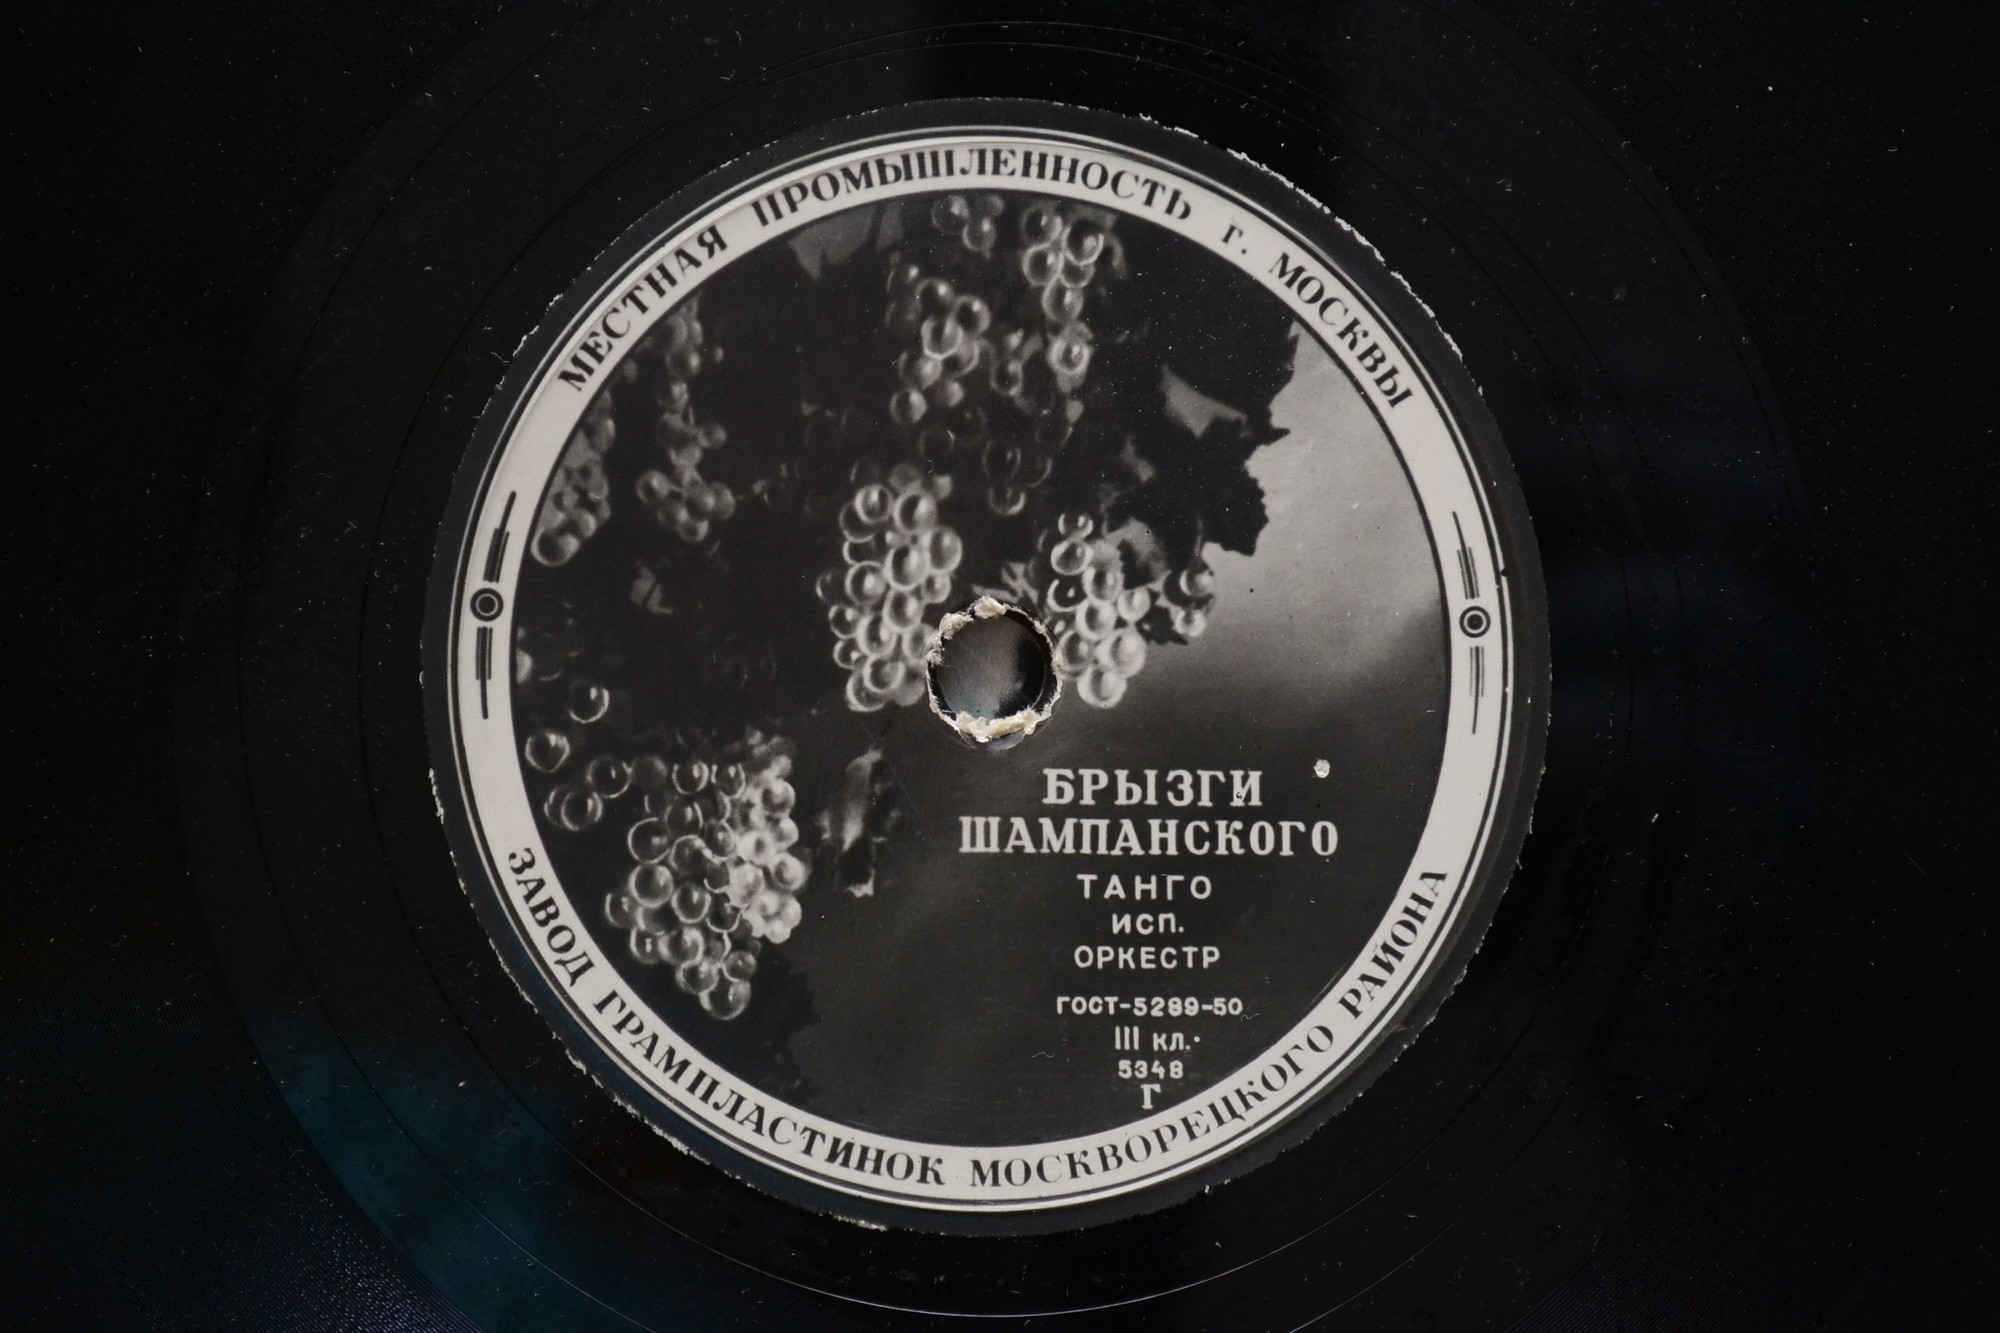 МЕСТНАЯ ПРОМЫШЛЕННОСТЬ г. МОСКВЫ
БРЫЗГИ
ШАМПАНСКОГО
ТАНГО
ИСП.
ОРКЕСТР
ГОСТ-5289-50
III КЛ.
5348
Г
ЗАВОД ГРАМПЛАСТИНОК МОСКВОРЕЦКОГО РАЙОНА